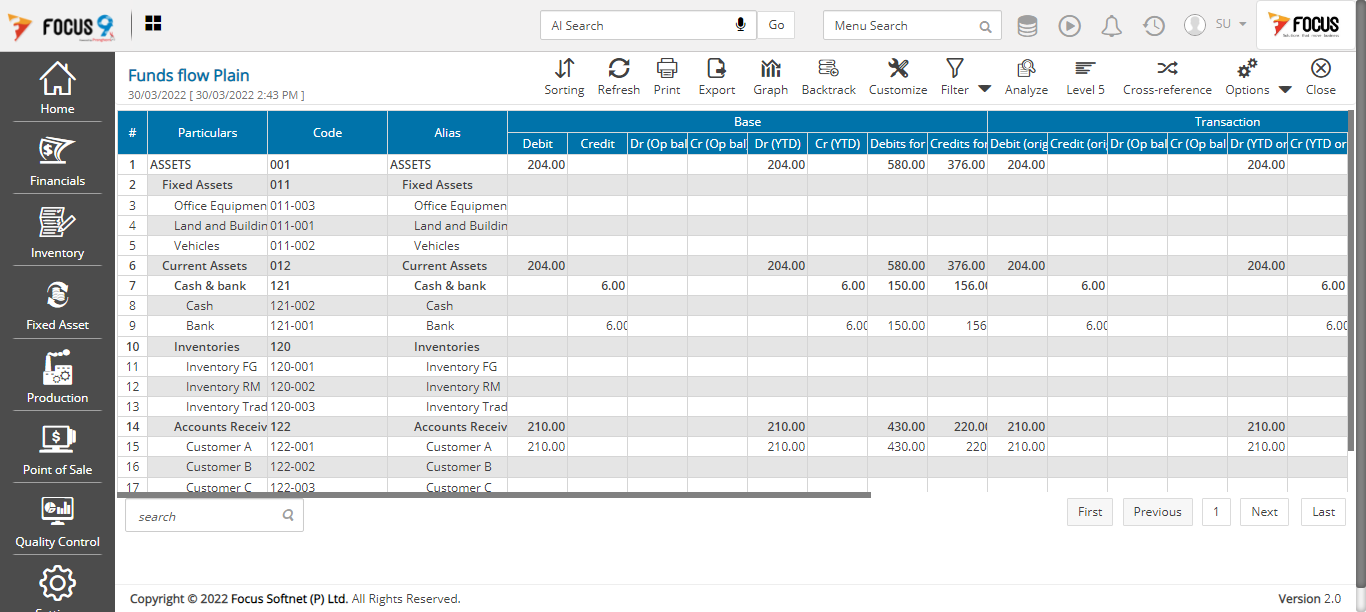 FOCUS 9
AI Search
Go
Menu Search
SU
FOCUS
Home
Financials
Inventory
Fixed Asset
Production
Point of Sale
Quality Control
Funds flow Plain
30/03/2022 [ 30/03/2022 2:43 PM ]
Sorting Refresh Print Export Graph Backtrack Customize Filter Analyze Level 5 Cross-reference Options Close
# Particulars Code Alias Base Transaction
Debit Credit Dr (Op bal Cr (Op bal Dr (YTD) Cr (YTD) Debits for Credits for Debit (orig Credit (ori Dr (Op bal Cr (Op bal Dr (YTD or Cr (YTD or
1 ASSETS 001 ASSETS 204.00 204.00 580.00 376.00 204.00 204.00
2 Fixed Assets 011 Fixed Assets
3 Office Equipmen 011-003 Office Equipmen
4 Land and Buildin 011-001 Land and Buildin
5 Vehicles 011-002 Vehicles
6 Current Assets 012 Current Assets 204.00 204.00 580.00 376.00 204.00 204.00
7 Cash & bank 121 Cash & bank 6.00 6.00 150.00 156.00 6.00 6.00
8 Cash 121-002 Cash
9 Bank 121-001 Bank 6.00 6.00 150.00 156 6.00 6.00
10 Inventories 120 Inventories
11 Inventory FG 120-001 Inventory FG
12 Inventory RM 120-002 Inventory RM
13 Inventory Trad 120-003 Inventory Trad
14 Accounts Receiv 122 Accounts Receiv 210.00 210.00 430.00 220.00 210.00 210.00
15 Customer A 122-001 Customer A 210.00 210.00 430.00 220 210.00 210.00
16 Customer B 122-002 Customer B
17 Customer C 122-003 Customer C
search
First Previous 1 Next Last
Copyright © 2022 Focus Softnet (P) Ltd. All Rights Reserved.
Version 2.0